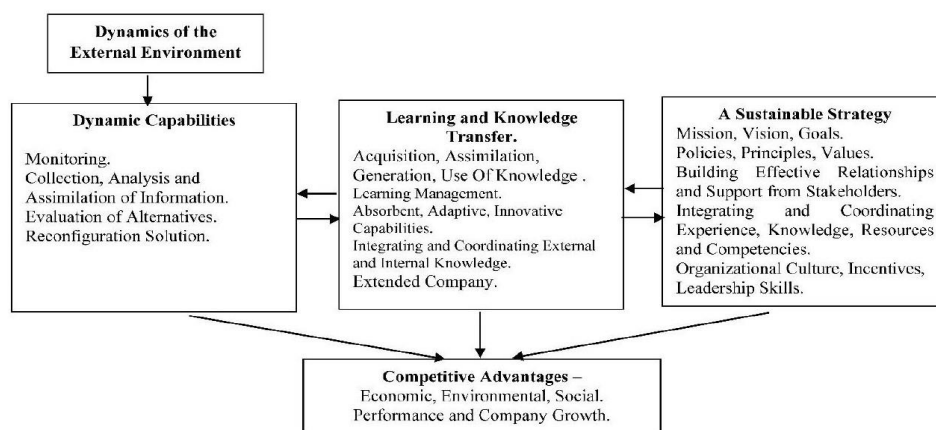 Dynamics of the
External Environment
Dynamic Capabilities
Monitoring.
Collection, Analysis and
Assimilation of Information.
Evaluation of Alternatives.
Reconfiguration Solution.
Learning and Knowledge
Transfer.
Acquisition, Assimilation,
Generation, Use Of Knowledge .
Learning Management.
Absorbent, Adaptive, Innovative
Capabilities.
Integrating and Coordinating External
and Internal Knowledge.
Extended Company.
A Sustainable Strategy
Mission, Vision, Goals.
Policies, Principles, Values.
Building Effective Relationships
and Support from Stakeholders.
Integrating and Coordinating
Experience, Knowledge, Resources
and Competencies.
Organizational Culture, Incentives,
Leadership Skills.
Competitive Advantages –
Economic, Environmental, Social.
Performance and Company Growth.